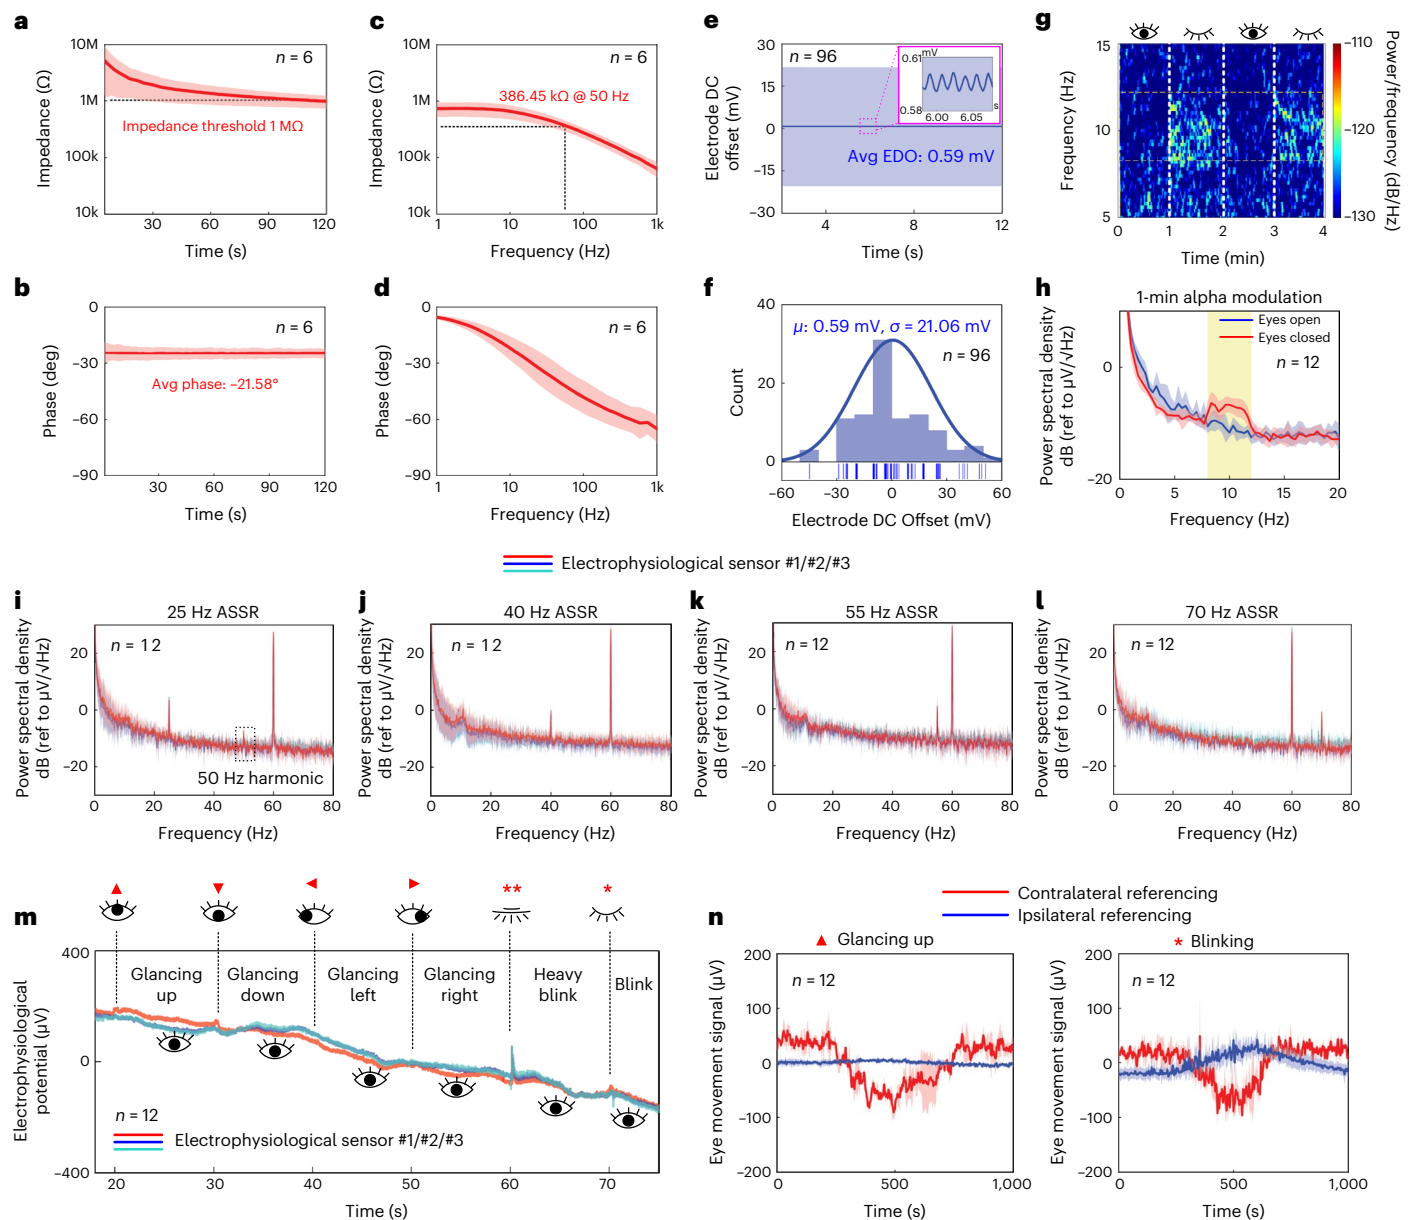 a
10M
1M
100k
10k
Impedance (Ω)
n = 6
Impedance threshold 1 MΩ
30
60
90
120
Time (s)
c
10M
1M
100k
10k
Impedance (Ω)
n = 6
386.45 kΩ @ 50 Hz
1
10
100
1k
Frequency (Hz)
e
30
15
0
−15
−30
Electrode DC
offset (mV)
n = 96
mV
0.61
0.58
6.00
6.05
s
Avg EDO: 0.59 mV
4
8
12
Time (s)
g
15
10
5
Frequency (Hz)
0
1
2
3
4
Time (min)
−110
−120
−130
Power/frequency (dB/Hz)
b
0
−30
−60
−90
Phase (deg)
n = 6
Avg phase: −21.58°
30
60
90
120
Time (s)
d
0
−30
−60
−90
Phase (deg)
n = 6
1
10
100
1k
Frequency (Hz)
f
40
20
0
Count
μ: 0.59 mV, σ = 21.06 mV
n = 96
−60
−30
0
30
60
Electrode DC Offset (mV)
h
1-min alpha modulation
Eyes open
Eyes closed
n = 12
0
−20
Power spectral density
dB (ref to μV/√Hz)
0
5
10
15
20
Frequency (Hz)
Electrophysiological sensor #1/#2/#3
i
25 Hz ASSR
n = 12
20
0
−20
Power spectral density
dB (ref to μV/√Hz)
50 Hz harmonic
0
20
40
60
80
Frequency (Hz)
j
40 Hz ASSR
n = 12
20
0
−20
Power spectral density
dB (ref to μV/√Hz)
0
20
40
60
80
Frequency (Hz)
k
55 Hz ASSR
n = 12
20
0
−20
Power spectral density
dB (ref to μV/√Hz)
0
20
40
60
80
Frequency (Hz)
l
70 Hz ASSR
n = 12
20
0
−20
Power spectral density
dB (ref to μV/√Hz)
0
20
40
60
80
Frequency (Hz)
m
**
*
400
0
−400
Electrophysiological
potential (μV)
Glancing
up
Glancing
down
Glancing
left
Glancing
right
Heavy
blink
Blink
n = 12
Electrophysiological sensor #1/#2/#3
20
30
40
50
60
70
Time (s)
n
Contralateral referencing
Ipsilateral referencing
Glancing up
n = 12
200
100
0
−100
−200
Eye movement signal (μV)
0
500
1,000
Time (s)
* Blinking
n = 12
200
100
0
−100
−200
Eye movement signal (μV)
0
500
1,000
Time (s)